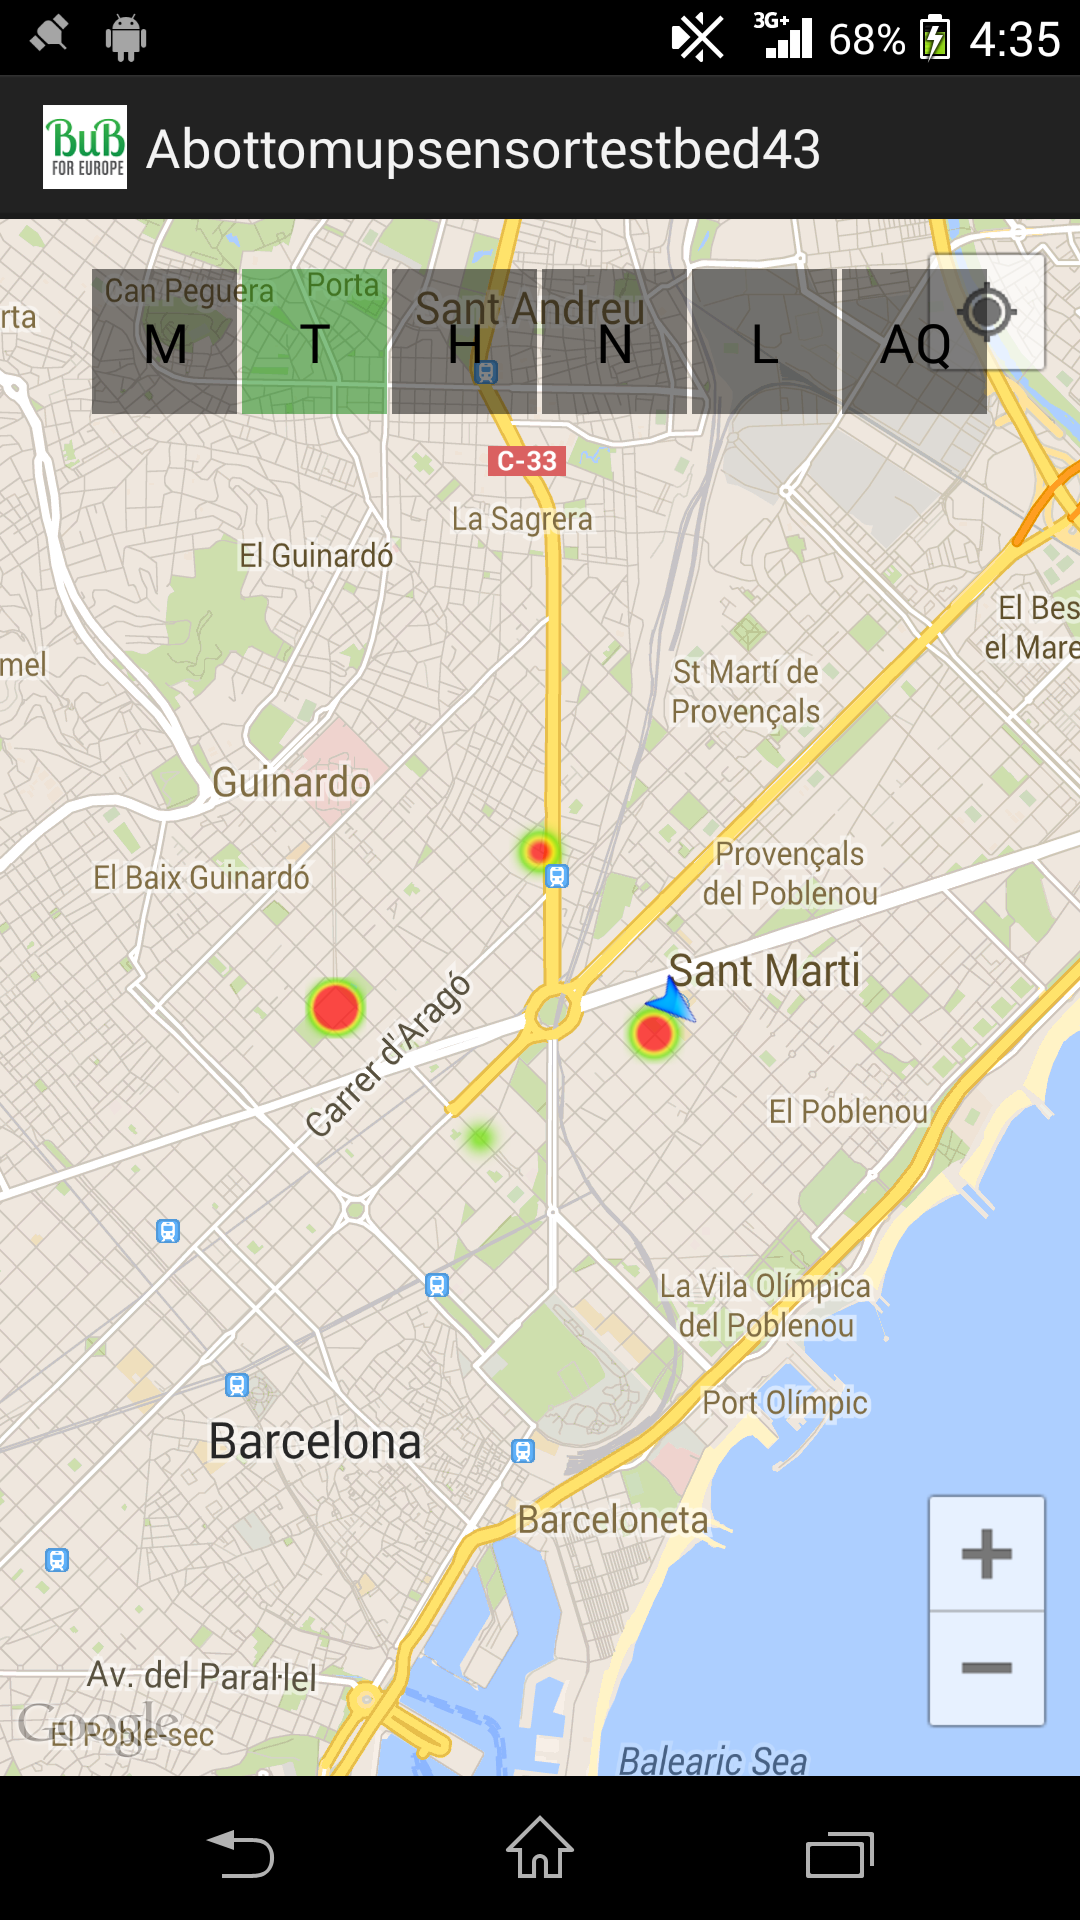 3G+ 68% 4:35
BuB
FOR EUROPE
Abottomupsensortestbed43
Can Peguera
Porta
Sant Andreu
rta
M T H N L AQ
C-33
La Sagrera
El Guinardó
El Bes
el Mare
mel
St Martí de
Provençals
Guinardo
Provençals
del Poblenou
El Baix Guinardó
Sant Marti
Carrer d'Aragó
El Poblenou
La Vila Olímpica
del Poblenou
Port Olímpic
Barcelona
Barceloneta
+
−
Av. del Paral·lel
Google
El Poble-sec
Balearic Sea